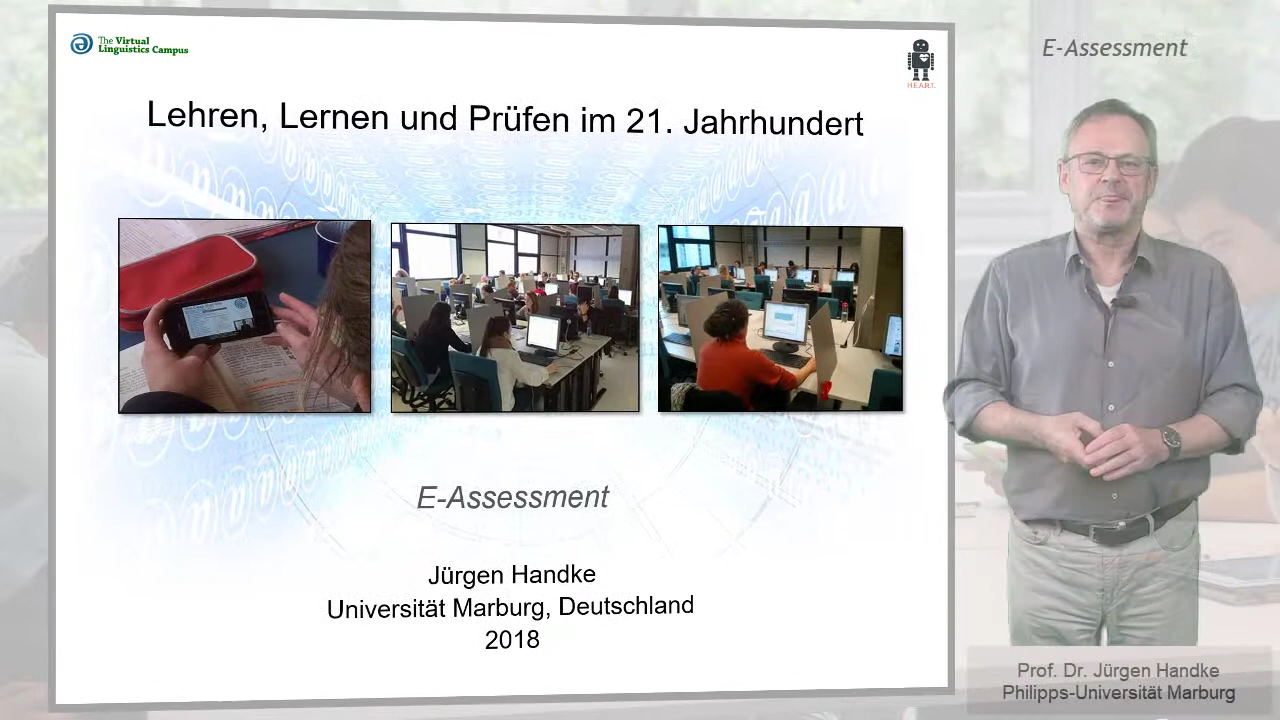 The Virtual
Linguistics Campus
H.E.A.R.T.
E-Assessment
Lehren, Lernen und Prüfen im 21. Jahrhundert
E-Assessment
Jürgen Handke
Universität Marburg, Deutschland
2018
Prof. Dr. Jürgen Handke
Philipps-Universität Marburg